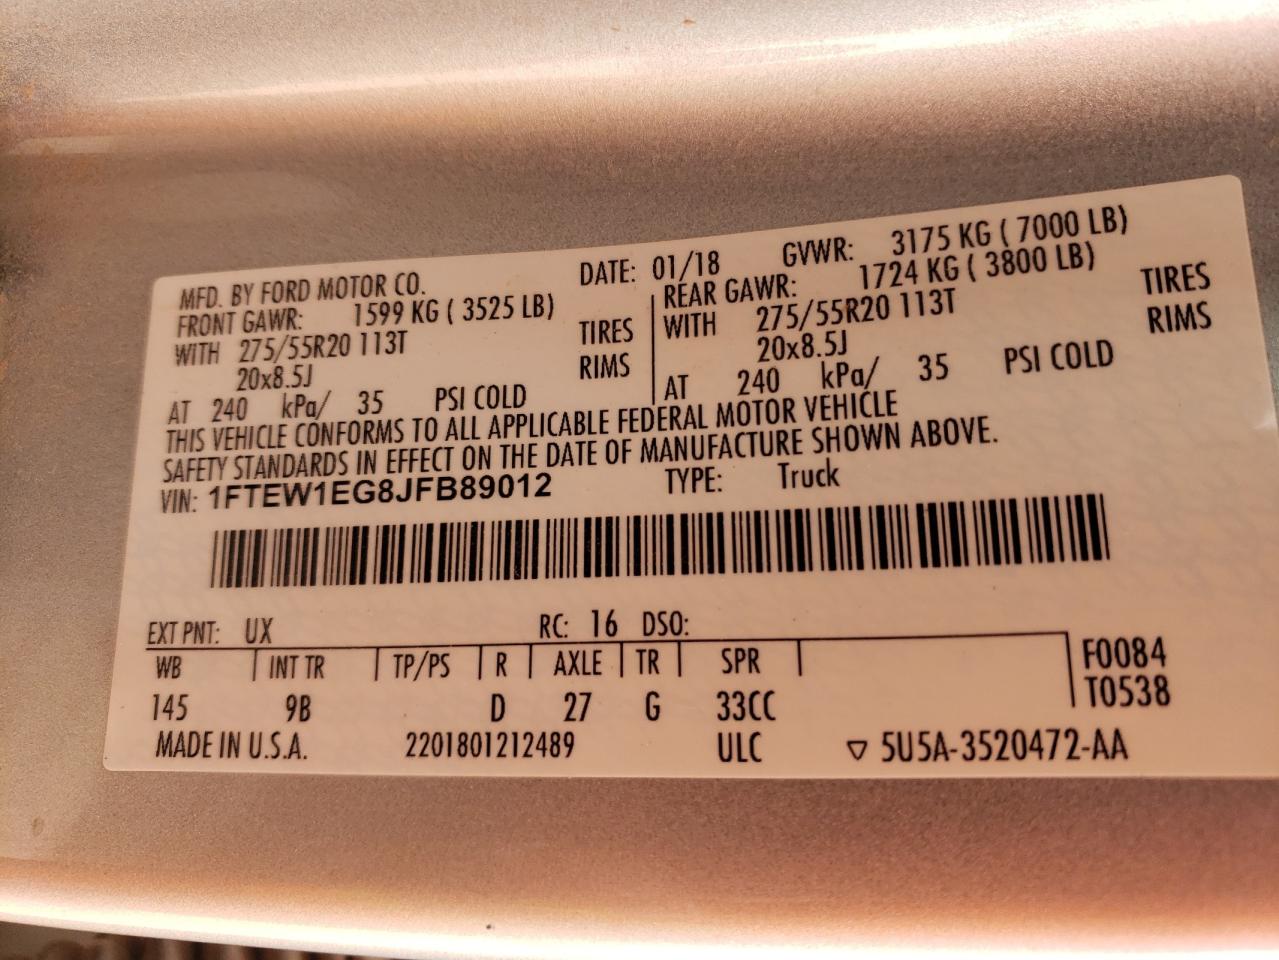 MFD. BY FORD MOTOR CO. DATE: 01/18 GVWR: 3175 KG ( 7000 LB)
FRONT GAWR: 1599 KG ( 3525 LB) REAR GAWR: 1724 KG ( 3800 LB)
WITH 275/55R20 113T TIRES WITH 275/55R20 113T TIRES
20x8.5J RIMS 20x8.5J RIMS
AT 240 kPa/ 35 PSI COLD AT 240 kPa/ 35 PSI COLD
THIS VEHICLE CONFORMS TO ALL APPLICABLE FEDERAL MOTOR VEHICLE
SAFETY STANDARDS IN EFFECT ON THE DATE OF MANUFACTURE SHOWN ABOVE.
VIN: 1FTEW1EG8JFB89012 TYPE: Truck
EXT PNT: UX RC: 16 DSO:
WB INT TR TP/PS R AXLE TR SPR F0084
145 9B D 27 G 33CC T0538
MADE IN U.S.A. 2201801212489 ULC ▽ 5U5A-3520472-AA